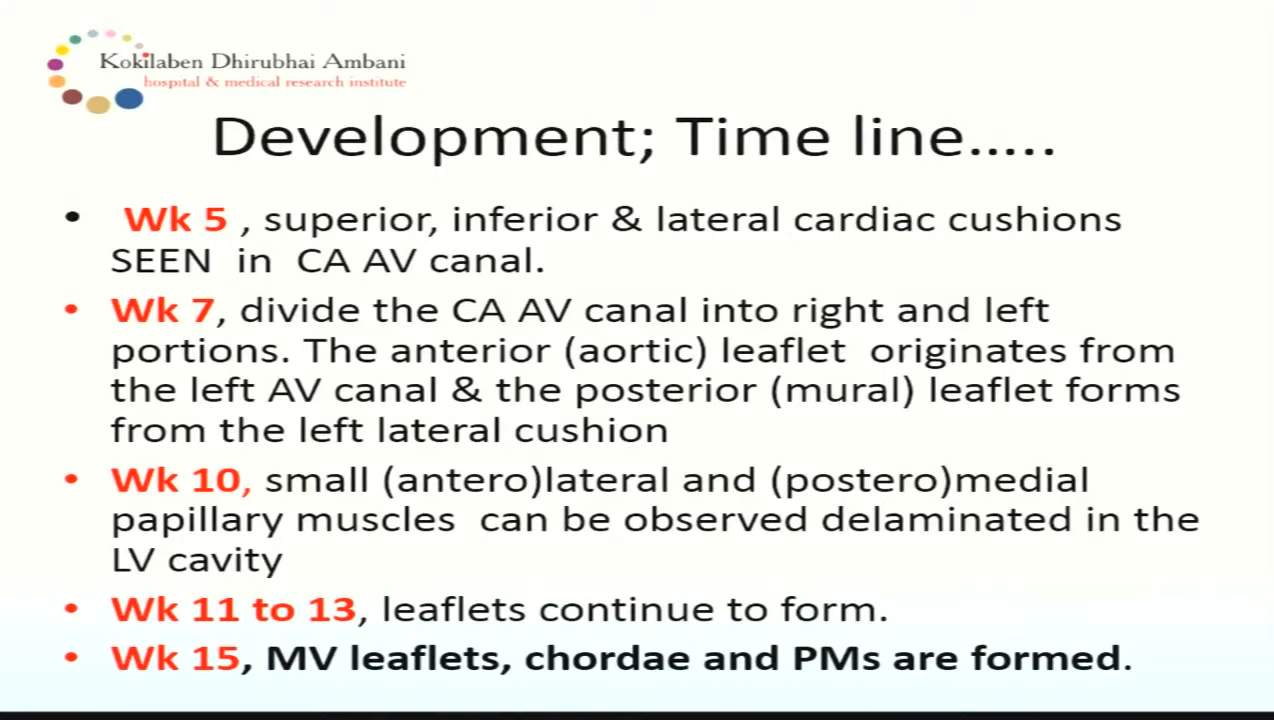 Kokilaben Dhirubhai Ambani
hospital & medical research institute
Development; Time line.....
• Wk 5 , superior, inferior & lateral cardiac cushions
SEEN in CA AV canal.
• Wk 7, divide the CA AV canal into right and left
portions. The anterior (aortic) leaflet originates from
the left AV canal & the posterior (mural) leaflet forms
from the left lateral cushion
• Wk 10, small (antero)lateral and (postero)medial
papillary muscles can be observed delaminated in the
LV cavity
• Wk 11 to 13, leaflets continue to form.
• Wk 15, MV leaflets, chordae and PMs are formed.